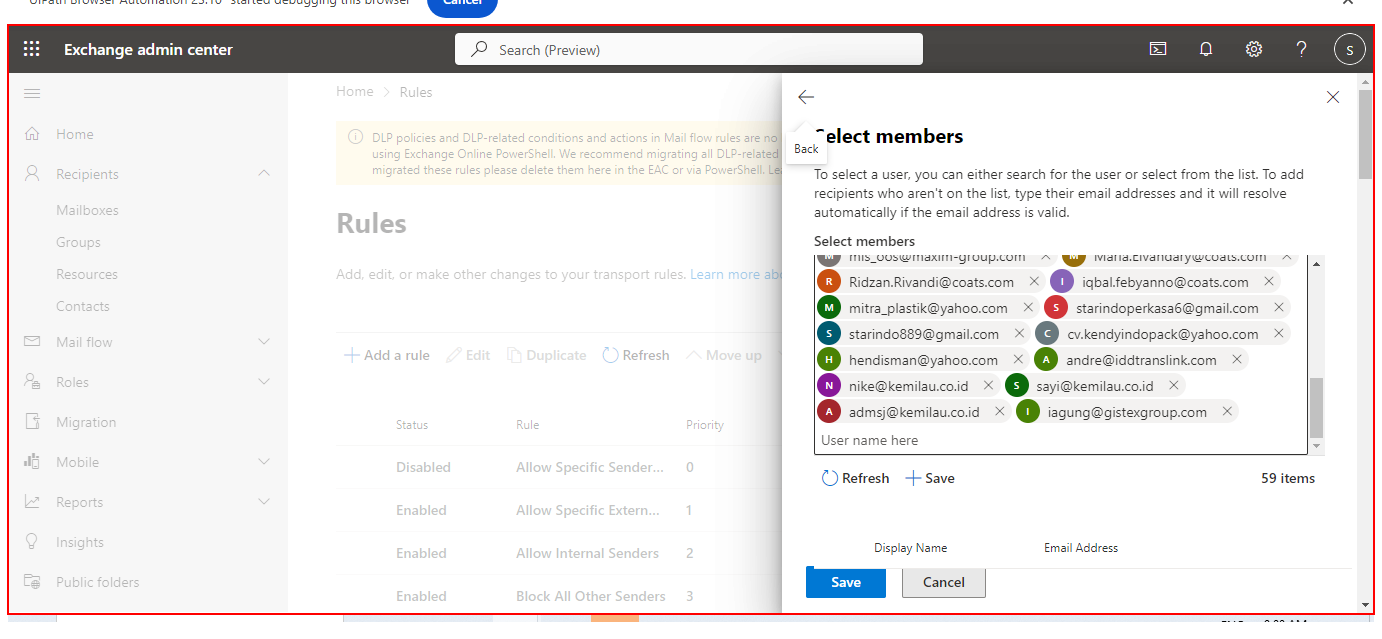 started debugging this browser
Cancel
Exchange admin center
Search (Preview)
S
Home
Recipients
Mailboxes
Groups
Resources
Contacts
Mail flow
Roles
Migration
Mobile
Reports
Insights
Public folders
Home > Rules
DLP policies and DLP-related conditions and actions in Mail flow rules are no
using Exchange Online PowerShell. We recommend migrating all DLP-related
migrated these rules please delete them here in the EAC or via PowerShell. Lea
Rules
Add, edit, or make other changes to your transport rules. Learn more abo
Add a rule Edit Duplicate Refresh Move up
Status Rule Priority
Disabled Allow Specific Sender... 0
Enabled Allow Specific Extern... 1
Enabled Allow Internal Senders 2
Enabled Block All Other Senders 3
Back
Select members
To select a user, you can either search for the user or select from the list. To add
recipients who aren't on the list, type their email addresses and it will resolve
automatically if the email address is valid.
Select members
M mis_oos@maxim-group.com M Maria.Elvandary@coats.com
R Ridzan.Rivandi@coats.com I iqbal.febyanno@coats.com
M mitra_plastik@yahoo.com S starindoperkasa6@gmail.com
S starindo889@gmail.com C cv.kendyindopack@yahoo.com
H hendisman@yahoo.com A andre@iddtranslink.com
N nike@kemilau.co.id S sayi@kemilau.co.id
A admsj@kemilau.co.id I iagung@gistexgroup.com
User name here
Refresh Save 59 items
Display Name Email Address
Save Cancel